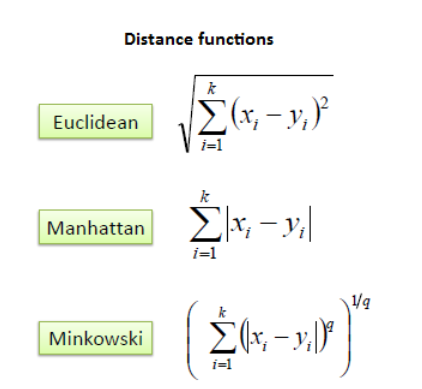 Distance functions
Euclidean √(∑_{i=1}^{k} (x_i − y_i)²)
Manhattan ∑_{i=1}^{k} |x_i − y_i|
Minkowski (∑_{i=1}^{k} (|x_i − y_i|)^q)^{1/q}